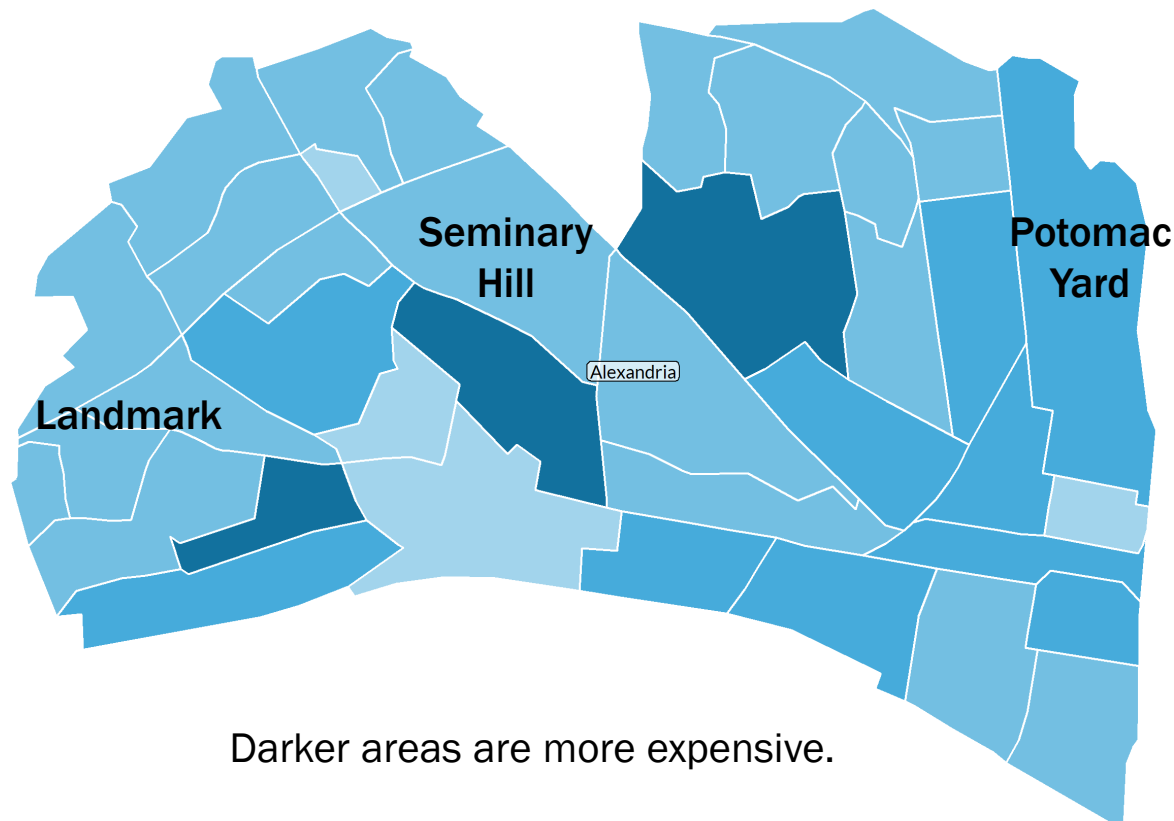 Seminary
Hill
Potomac
Yard
Alexandria
Landmark
Darker areas are more expensive.